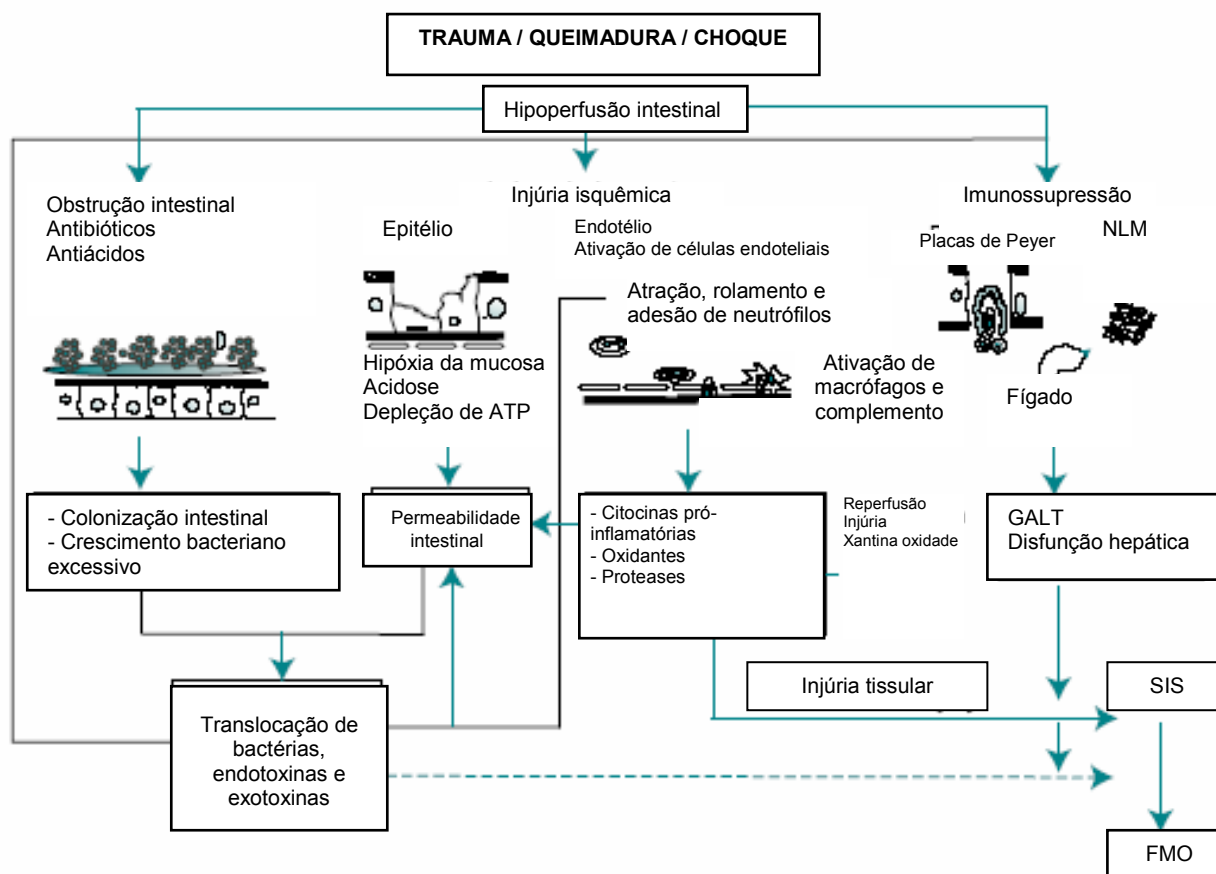 TRAUMA / QUEIMADURA / CHOQUE
Hipoperfusão intestinal
Obstrução intestinal
Antibióticos
Antiácidos
Injúria isquêmica
Epitélio
Endotélio
Ativação de células endoteliais
Imunossupressão
Placas de Peyer
NLM
Atração, rolamento e
adesão de neutrófilos
Hipóxia da mucosa
Acidose
Depleção de ATP
Ativação de
macrófagos e
complemento
Fígado
- Colonização intestinal
- Crescimento bacteriano
excessivo
Permeabilidade
intestinal
- Citocinas pró-
inflamatórias
- Oxidantes
- Proteases
Reperfusão
Injúria
Xantina oxidade
GALT
Disfunção hepática
Translocação de
bactérias,
endotoxinas e
exotoxinas
Injúria tissular
SIS
FMO